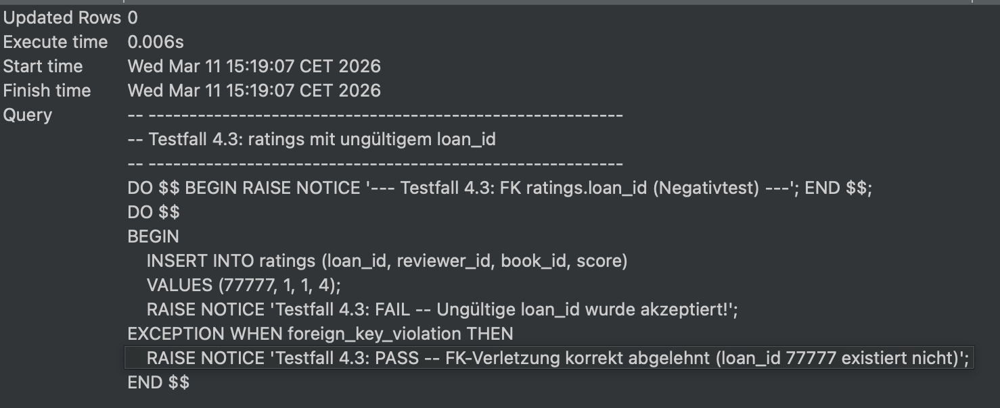 Updated Rows 0
Execute time 0.006s
Start time Wed Mar 11 15:19:07 CET 2026
Finish time Wed Mar 11 15:19:07 CET 2026
Query -- ----------------------------------------------------------
-- Testfall 4.3: ratings mit ungültigem loan_id
-- ----------------------------------------------------------
DO $$ BEGIN RAISE NOTICE '--- Testfall 4.3: FK ratings.loan_id (Negativtest) ---'; END $$;
DO $$
BEGIN
    INSERT INTO ratings (loan_id, reviewer_id, book_id, score)
    VALUES (77777, 1, 1, 4);
    RAISE NOTICE 'Testfall 4.3: FAIL -- Ungültige loan_id wurde akzeptiert!';
EXCEPTION WHEN foreign_key_violation THEN
    RAISE NOTICE 'Testfall 4.3: PASS -- FK-Verletzung korrekt abgelehnt (loan_id 77777 existiert nicht)';
END $$